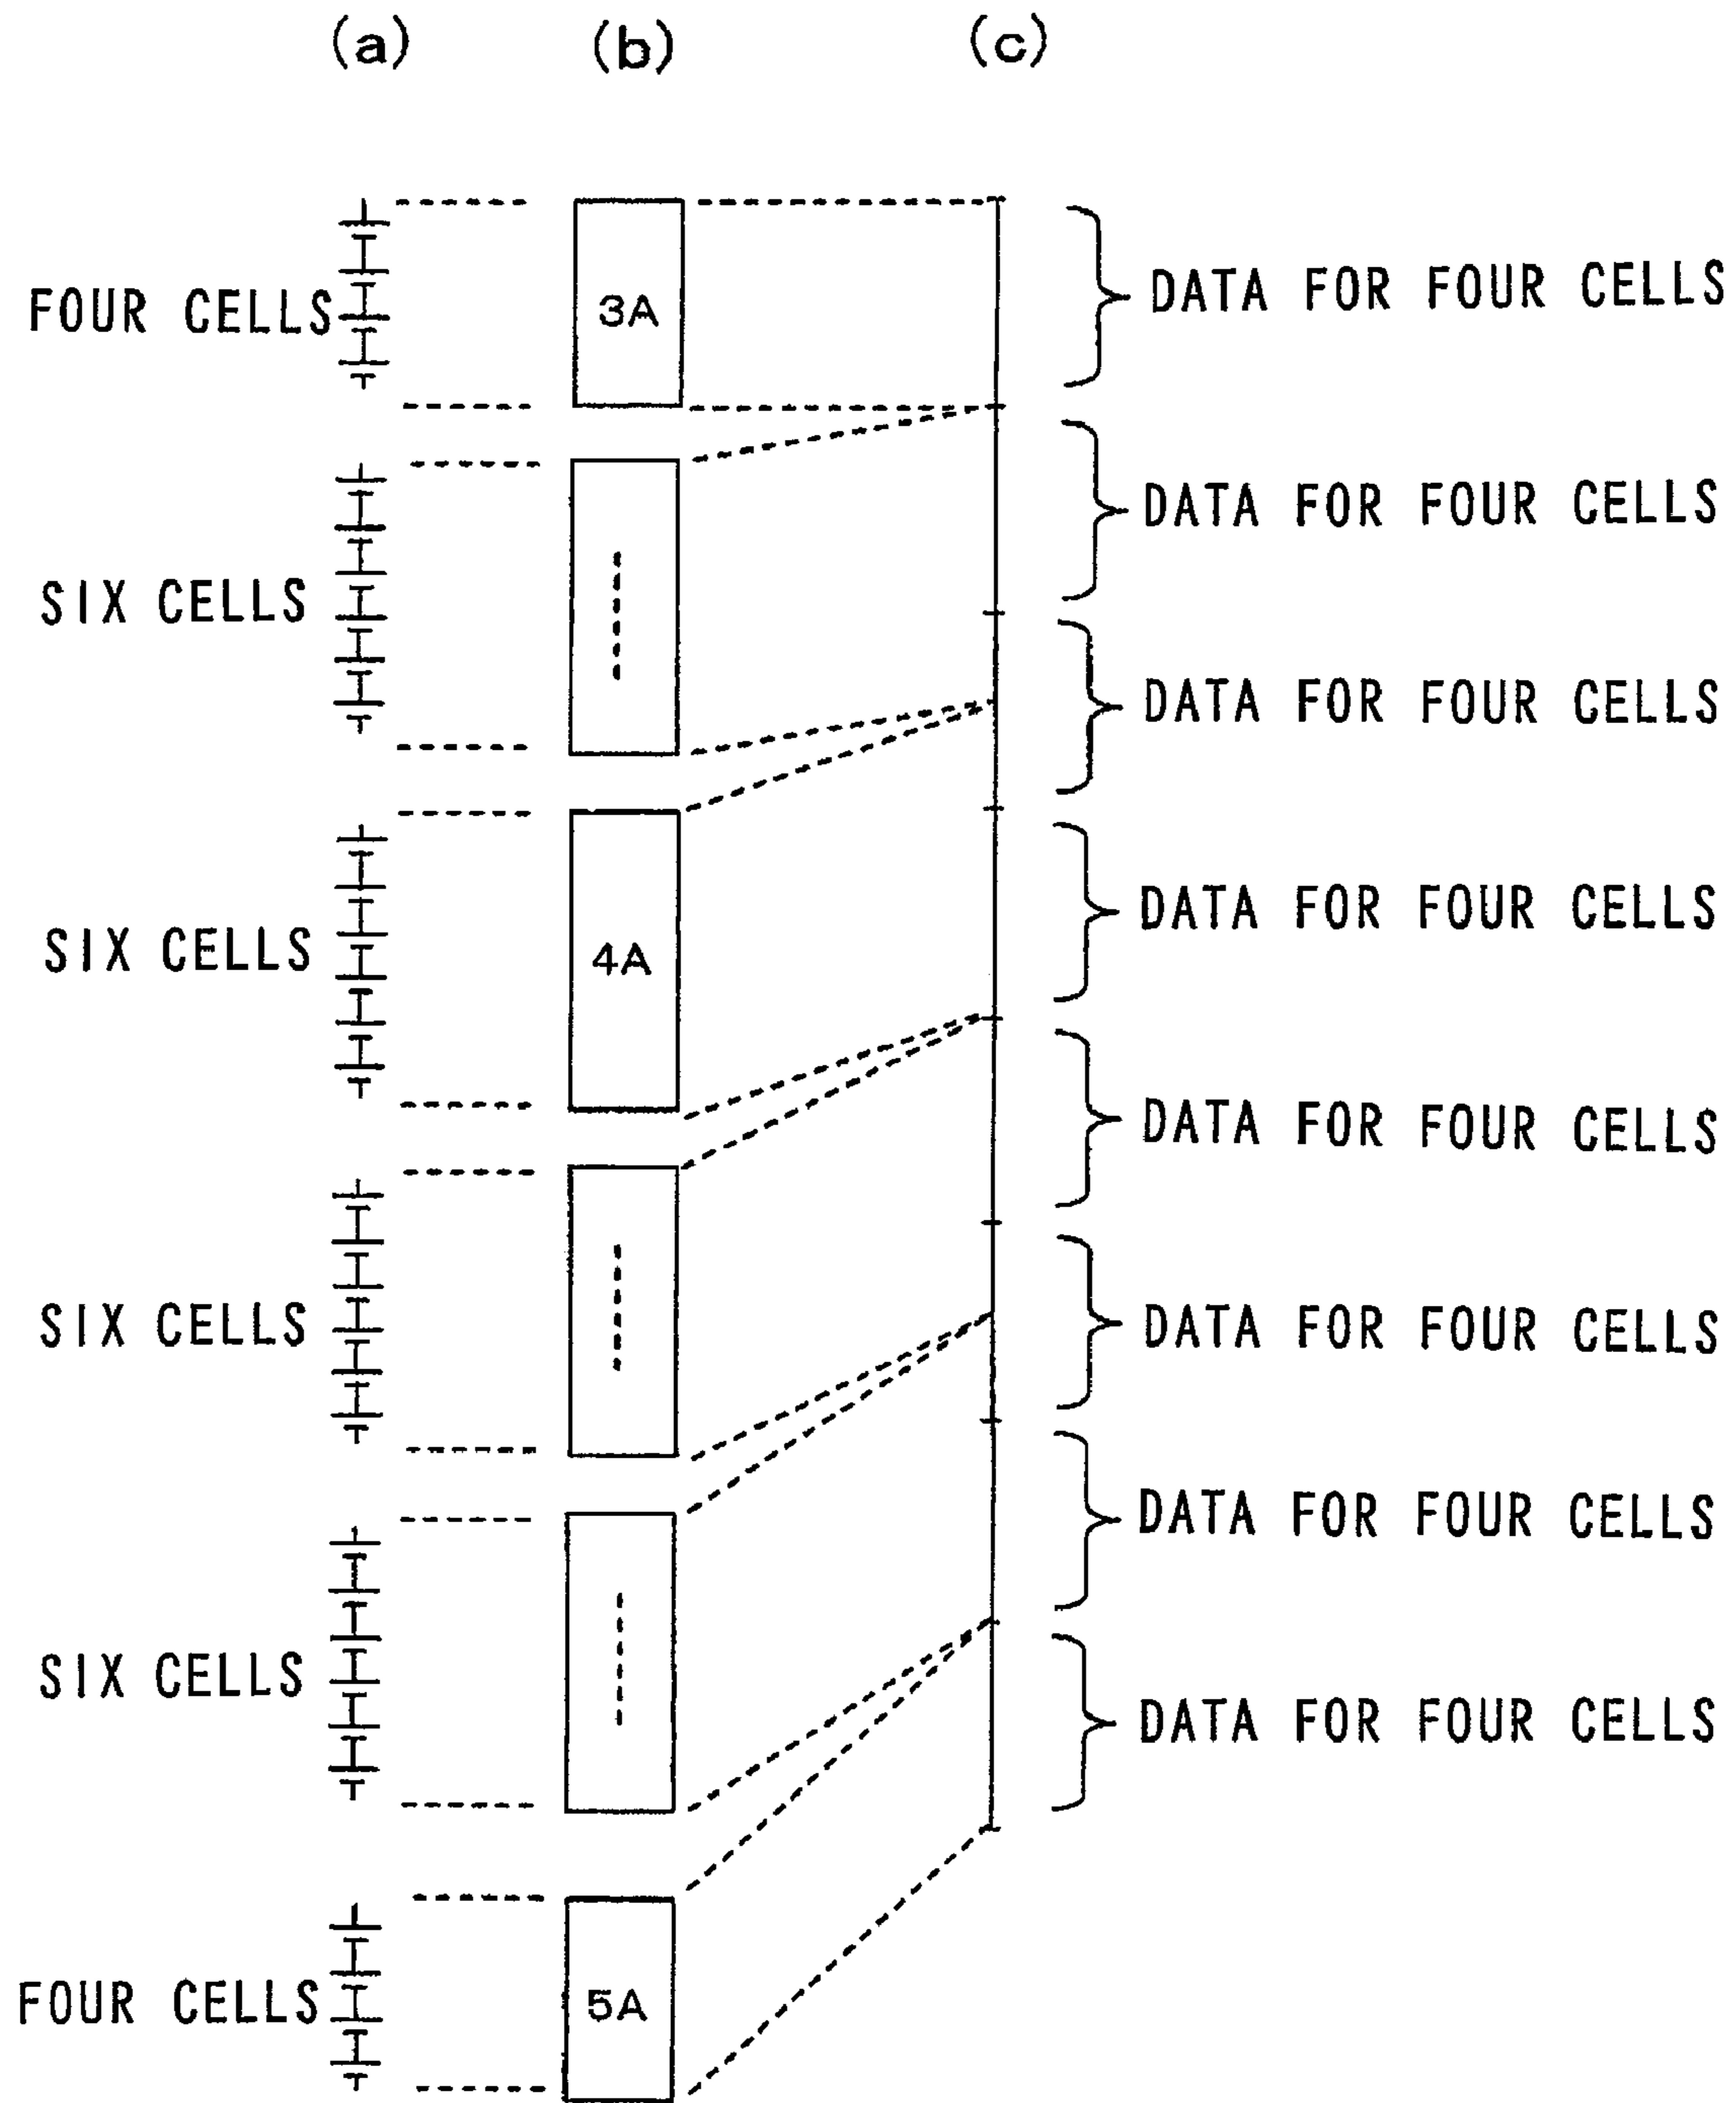 (a) (b) (c)
FOUR CELLS 3A DATA FOR FOUR CELLS
DATA FOR FOUR CELLS
SIX CELLS
DATA FOR FOUR CELLS
SIX CELLS 4A DATA FOR FOUR CELLS
DATA FOR FOUR CELLS
SIX CELLS DATA FOR FOUR CELLS
DATA FOR FOUR CELLS
SIX CELLS
DATA FOR FOUR CELLS
FOUR CELLS 5A